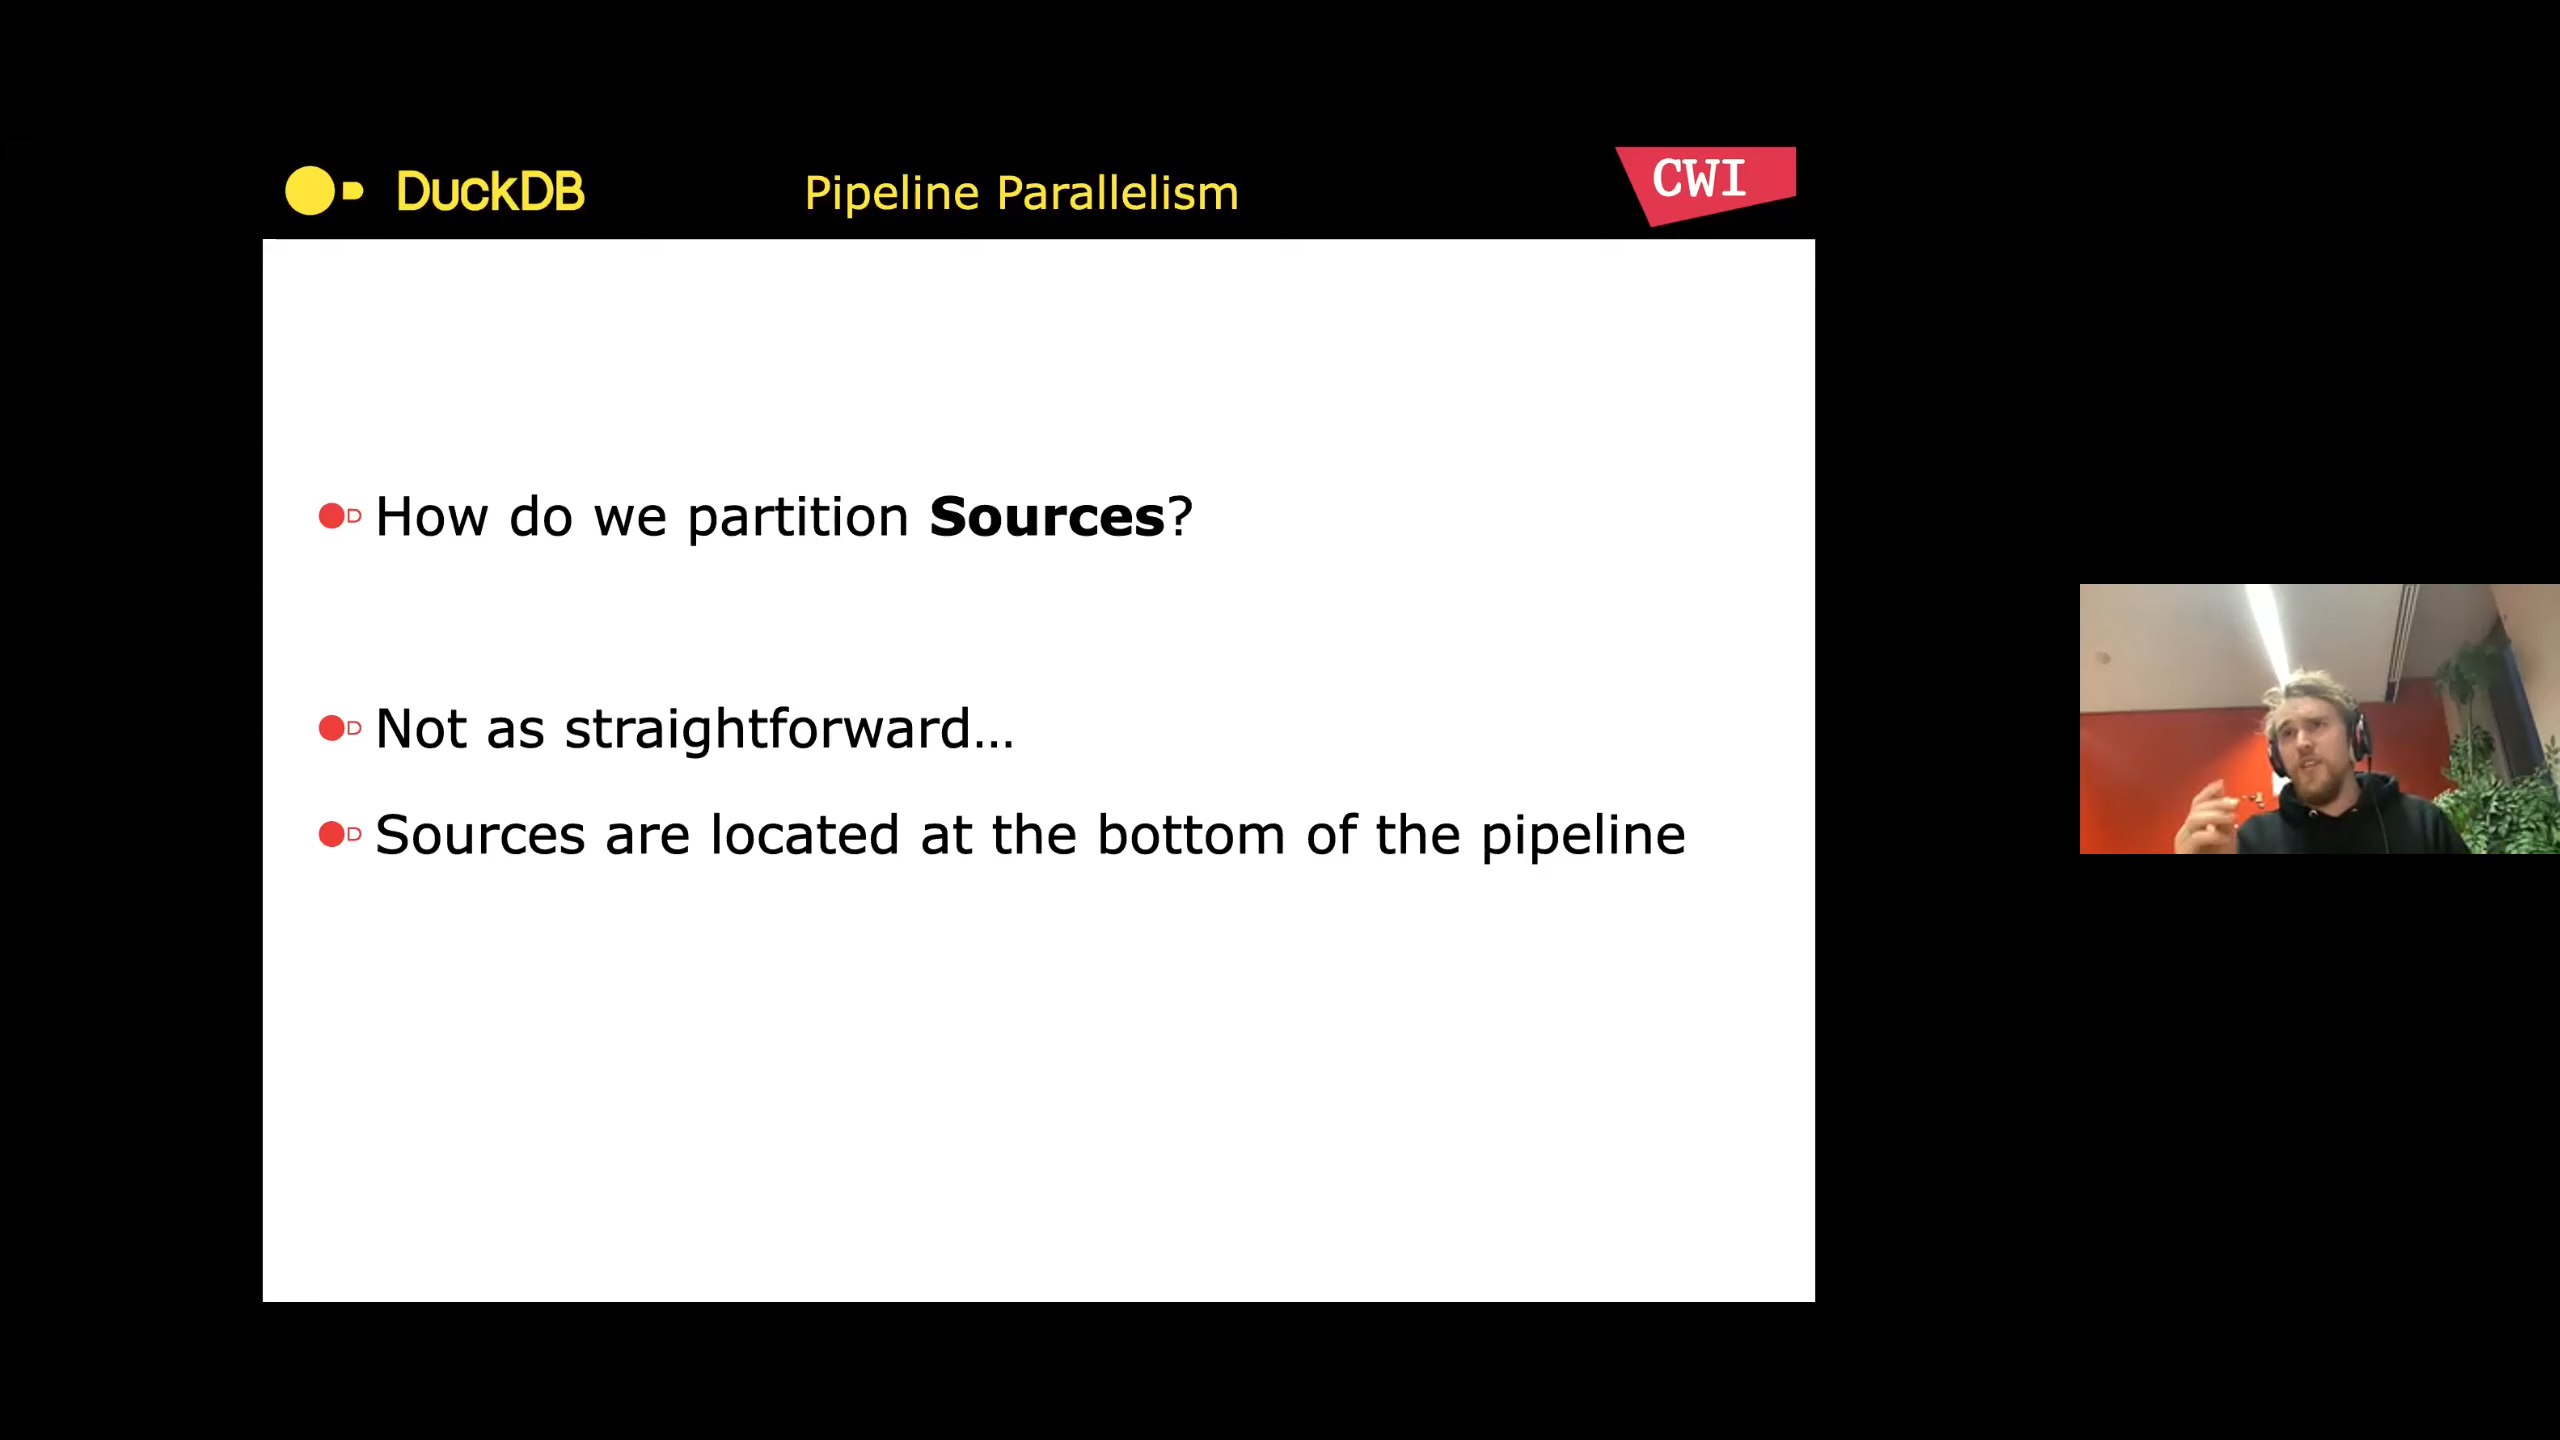 DuckDB
Pipeline Parallelism
CWI
How do we partition Sources?
Not as straightforward…
Sources are located at the bottom of the pipeline